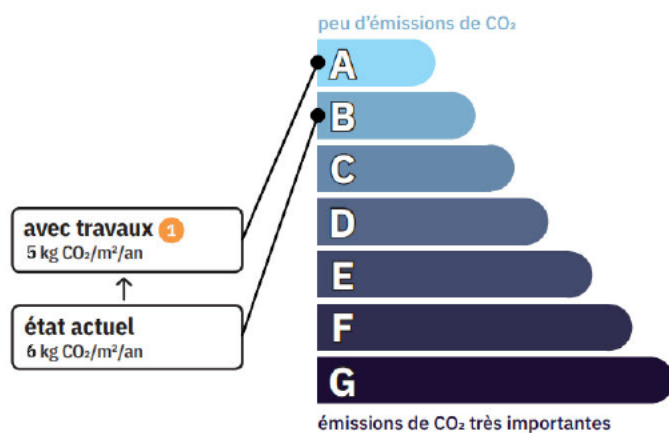 peu d'émissions de CO₂
A
B
C
D
E
F
G
avec travaux 1
5 kg CO₂/m²/an
état actuel
6 kg CO₂/m²/an
émissions de CO₂ très importantes